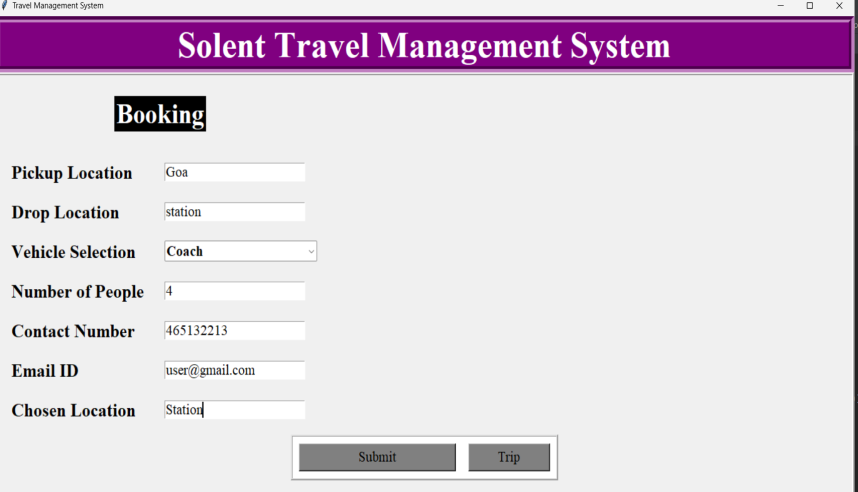 Travel Management System
Solent Travel Management System
Booking
Pickup Location Goa
Drop Location station
Vehicle Selection Coach
Number of People 4
Contact Number 465132213
Email ID user@gmail.com
Chosen Location Station
Submit Trip